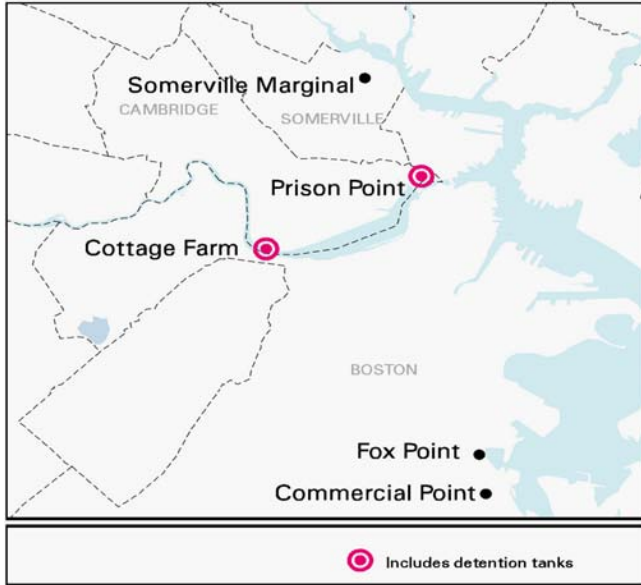 Somerville Marginal
CAMBRIDGE
SOMERVILLE
Prison Point
Cottage Farm
BOSTON
Fox Point
Commercial Point
Includes detention tanks